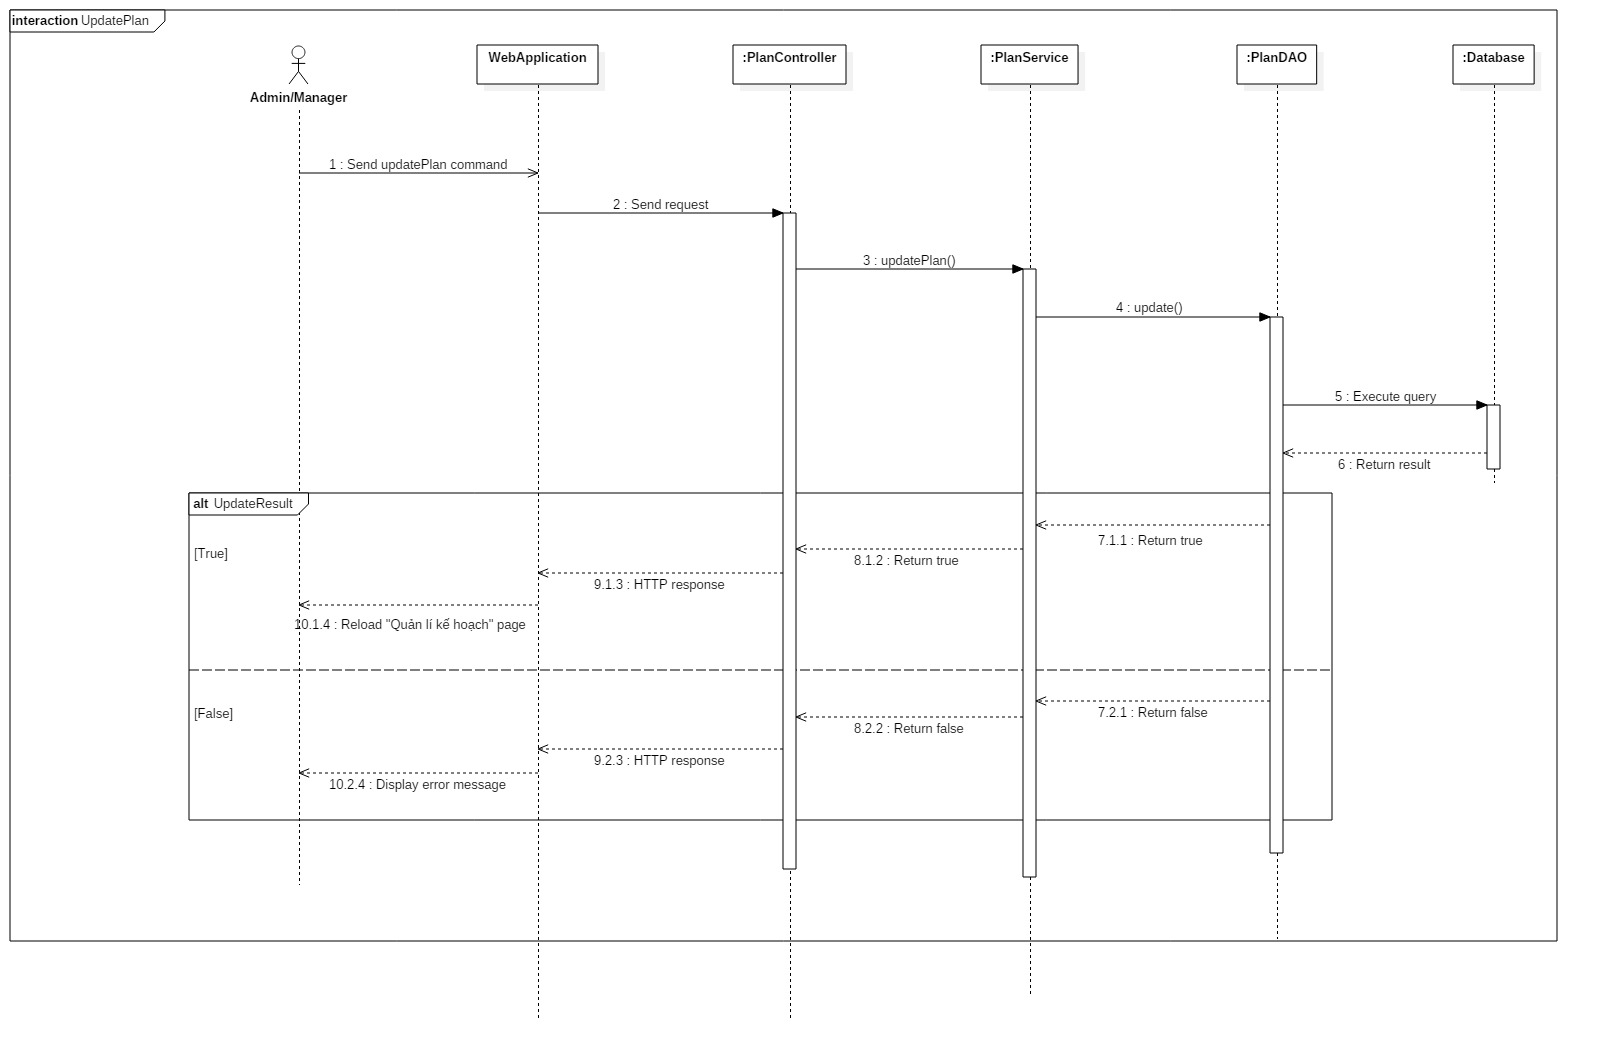 interaction UpdatePlan
WebApplication
:PlanController
:PlanService
:PlanDAO
:Database
Admin/Manager
1 : Send updatePlan command
2 : Send request
3 : updatePlan()
4 : update()
5 : Execute query
6 : Return result
alt UpdateResult
7.1.1 : Return true
[True]
8.1.2 : Return true
9.1.3 : HTTP response
10.1.4 : Reload "Quản lí kế hoạch" page
[False]
7.2.1 : Return false
8.2.2 : Return false
9.2.3 : HTTP response
10.2.4 : Display error message